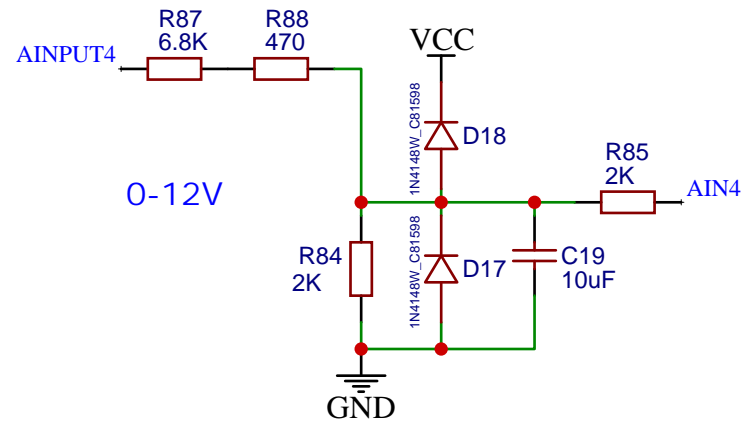 R87
6.8K
R88
470
AINPUT4
VCC
1N4148W_C81598
D18
R85
2K
AIN4
0-12V
R84
2K
1N4148W_C81598
D17
C19
10uF
GND